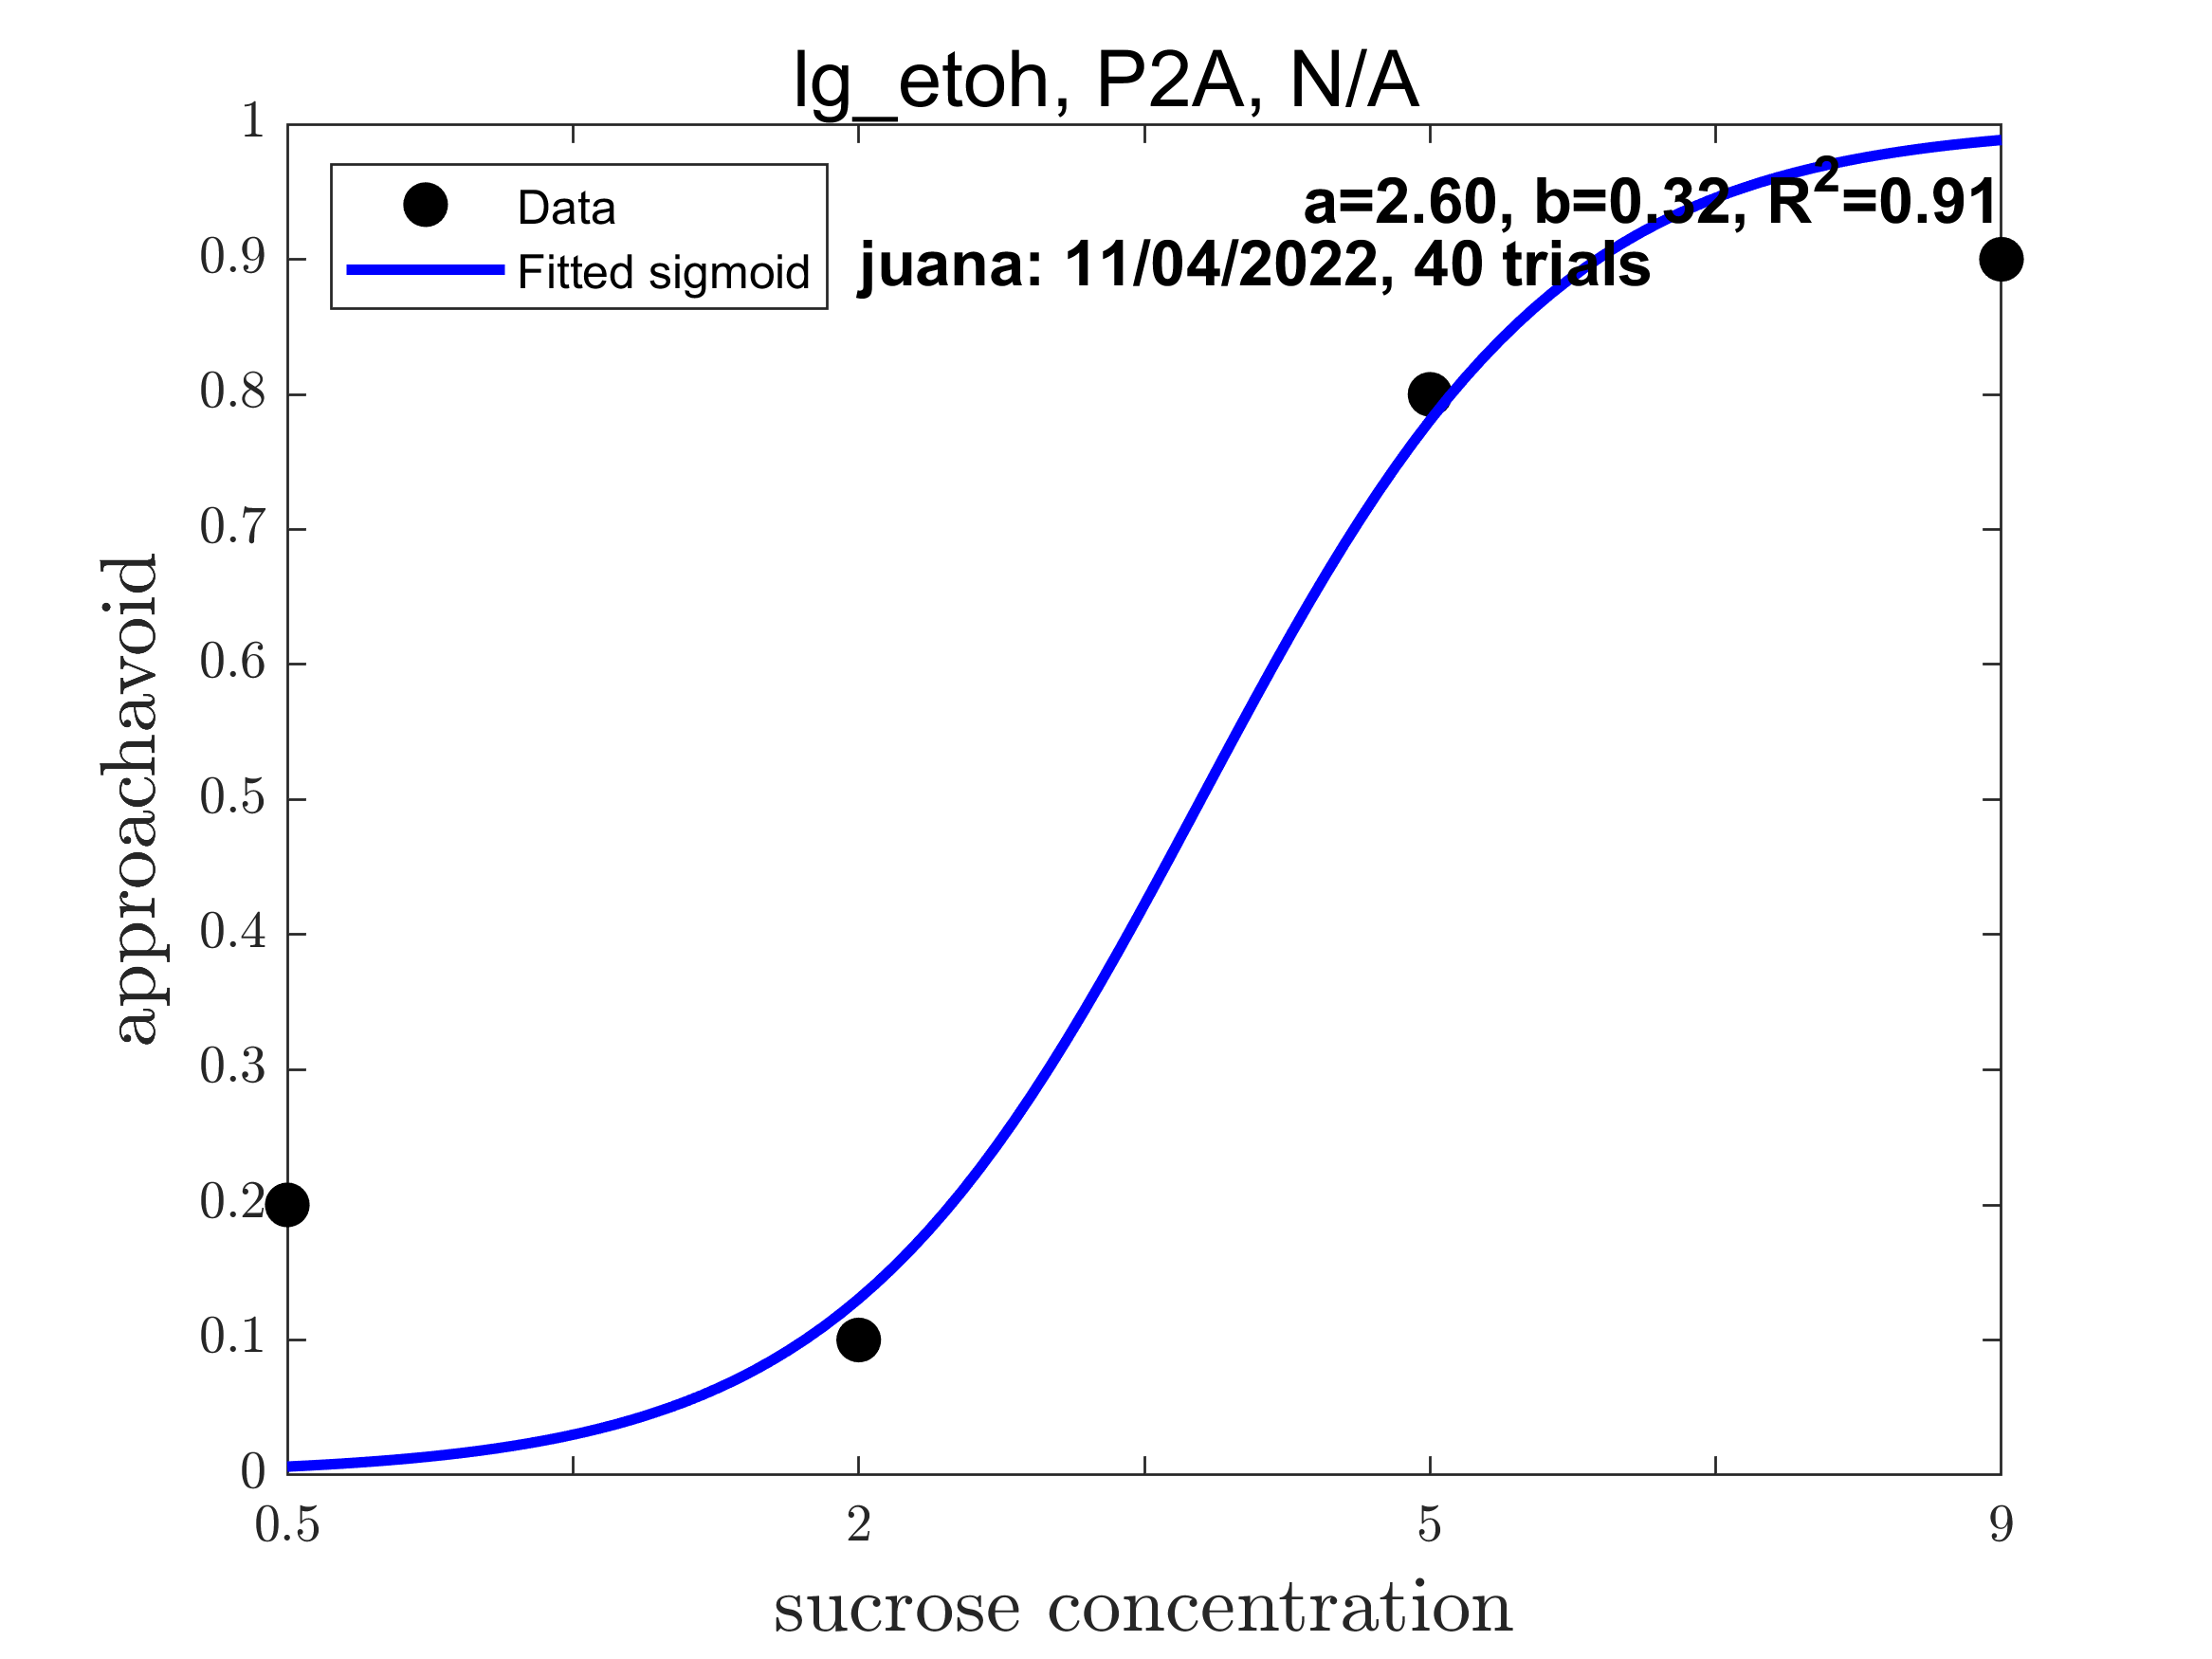 lg_etoh, P2A, N/A
Data
Fitted sigmoid
a=2.60, b=0.32, R²=0.91
juana: 11/04/2022, 40 trials
approachavoid
1
0.9
0.8
0.7
0.6
0.5
0.4
0.3
0.2
0.1
0
0.5 2 5 9
sucrose concentration